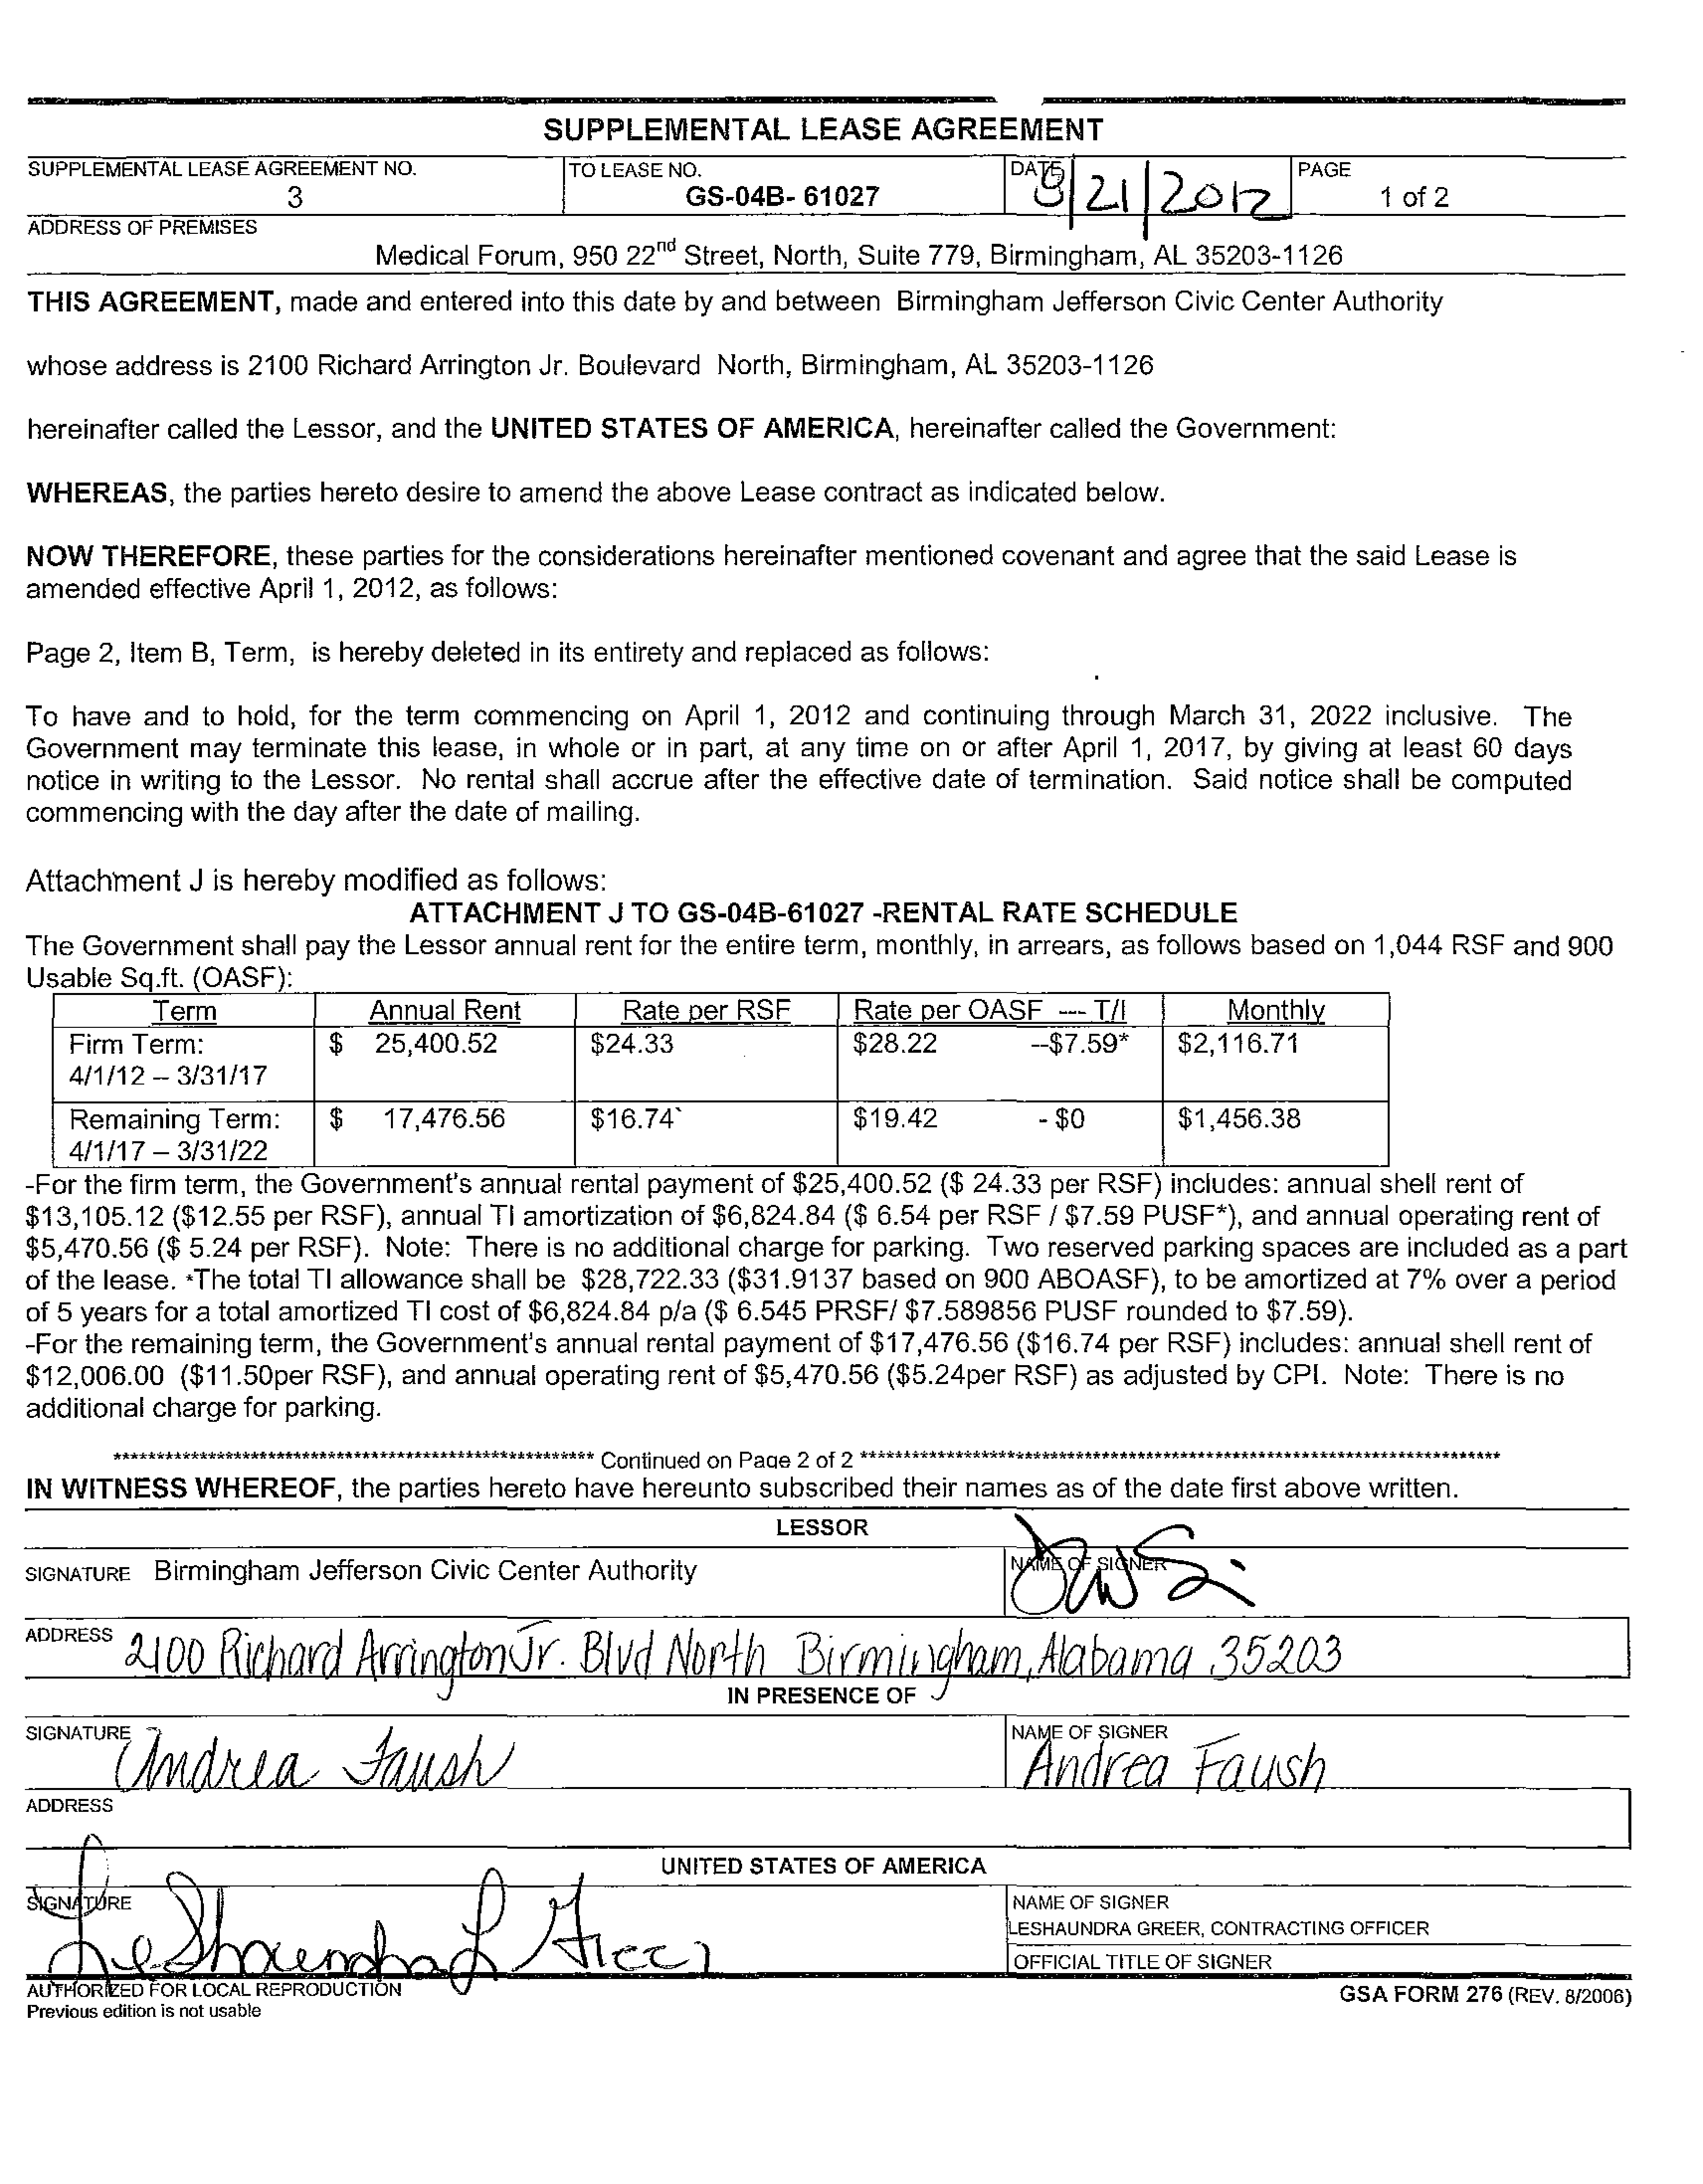 SUPPLEMENTAL LEASE AGREEMENT
SUPPLEMENTAL LEASE AGREEMENT NO.
3
TO LEASE NO.
GS-04B- 61027
DATE
8/21/2012
PAGE
1 of 2
ADDRESS OF PREMISES
Medical Forum, 950 22nd Street, North, Suite 779, Birmingham, AL 35203-1126
THIS AGREEMENT, made and entered into this date by and between Birmingham Jefferson Civic Center Authority
whose address is 2100 Richard Arrington Jr. Boulevard North, Birmingham, AL 35203-1126
hereinafter called the Lessor, and the UNITED STATES OF AMERICA, hereinafter called the Government:
WHEREAS, the parties hereto desire to amend the above Lease contract as indicated below.
NOW THEREFORE, these parties for the considerations hereinafter mentioned covenant and agree that the said Lease is
amended effective April 1, 2012, as follows:
Page 2, Item B, Term, is hereby deleted in its entirety and replaced as follows:
To have and to hold, for the term commencing on April 1, 2012 and continuing through March 31, 2022 inclusive. The
Government may terminate this lease, in whole or in part, at any time on or after April 1, 2017, by giving at least 60 days
notice in writing to the Lessor. No rental shall accrue after the effective date of termination. Said notice shall be computed
commencing with the day after the date of mailing.
Attachment J is hereby modified as follows:
ATTACHMENT J TO GS-04B-61027 -RENTAL RATE SCHEDULE
The Government shall pay the Lessor annual rent for the entire term, monthly, in arrears, as follows based on 1,044 RSF and 900
Usable Sq.ft. (OASF):
Term Annual Rent Rate per RSF Rate per OASF --- T/I Monthly
Firm Term: $ 25,400.52 $24.33 $28.22 --$7.59* $2,116.71
4/1/12 – 3/31/17
Remaining Term: $ 17,476.56 $16.74` $19.42 - $0 $1,456.38
4/1/17 – 3/31/22
-For the firm term, the Government's annual rental payment of $25,400.52 ($ 24.33 per RSF) includes: annual shell rent of
$13,105.12 ($12.55 per RSF), annual TI amortization of $6,824.84 ($ 6.54 per RSF / $7.59 PUSF*), and annual operating rent of
$5,470.56 ($ 5.24 per RSF). Note: There is no additional charge for parking. Two reserved parking spaces are included as a part
of the lease. *The total TI allowance shall be $28,722.33 ($31.9137 based on 900 ABOASF), to be amortized at 7% over a period
of 5 years for a total amortized TI cost of $6,824.84 p/a ($ 6.545 PRSF/ $7.589856 PUSF rounded to $7.59).
-For the remaining term, the Government's annual rental payment of $17,476.56 ($16.74 per RSF) includes: annual shell rent of
$12,006.00 ($11.50per RSF), and annual operating rent of $5,470.56 ($5.24per RSF) as adjusted by CPI. Note: There is no
additional charge for parking.
******************************************************* Continued on Page 2 of 2 **************************************************************************
IN WITNESS WHEREOF, the parties hereto have hereunto subscribed their names as of the date first above written.
LESSOR
SIGNATURE Birmingham Jefferson Civic Center Authority
NAME OF SIGNER
ADDRESS 2100 Richard Arrington Jr. Blvd North Birmingham, Alabama 35203
IN PRESENCE OF
SIGNATURE Andrea Faush
NAME OF SIGNER
Andrea Faush
ADDRESS
UNITED STATES OF AMERICA
SIGNATURE LeShaundra L Greer
NAME OF SIGNER
LESHAUNDRA GREER, CONTRACTING OFFICER
OFFICIAL TITLE OF SIGNER
AUTHORIZED FOR LOCAL REPRODUCTION
Previous edition is not usable
GSA FORM 276 (REV. 8/2006)